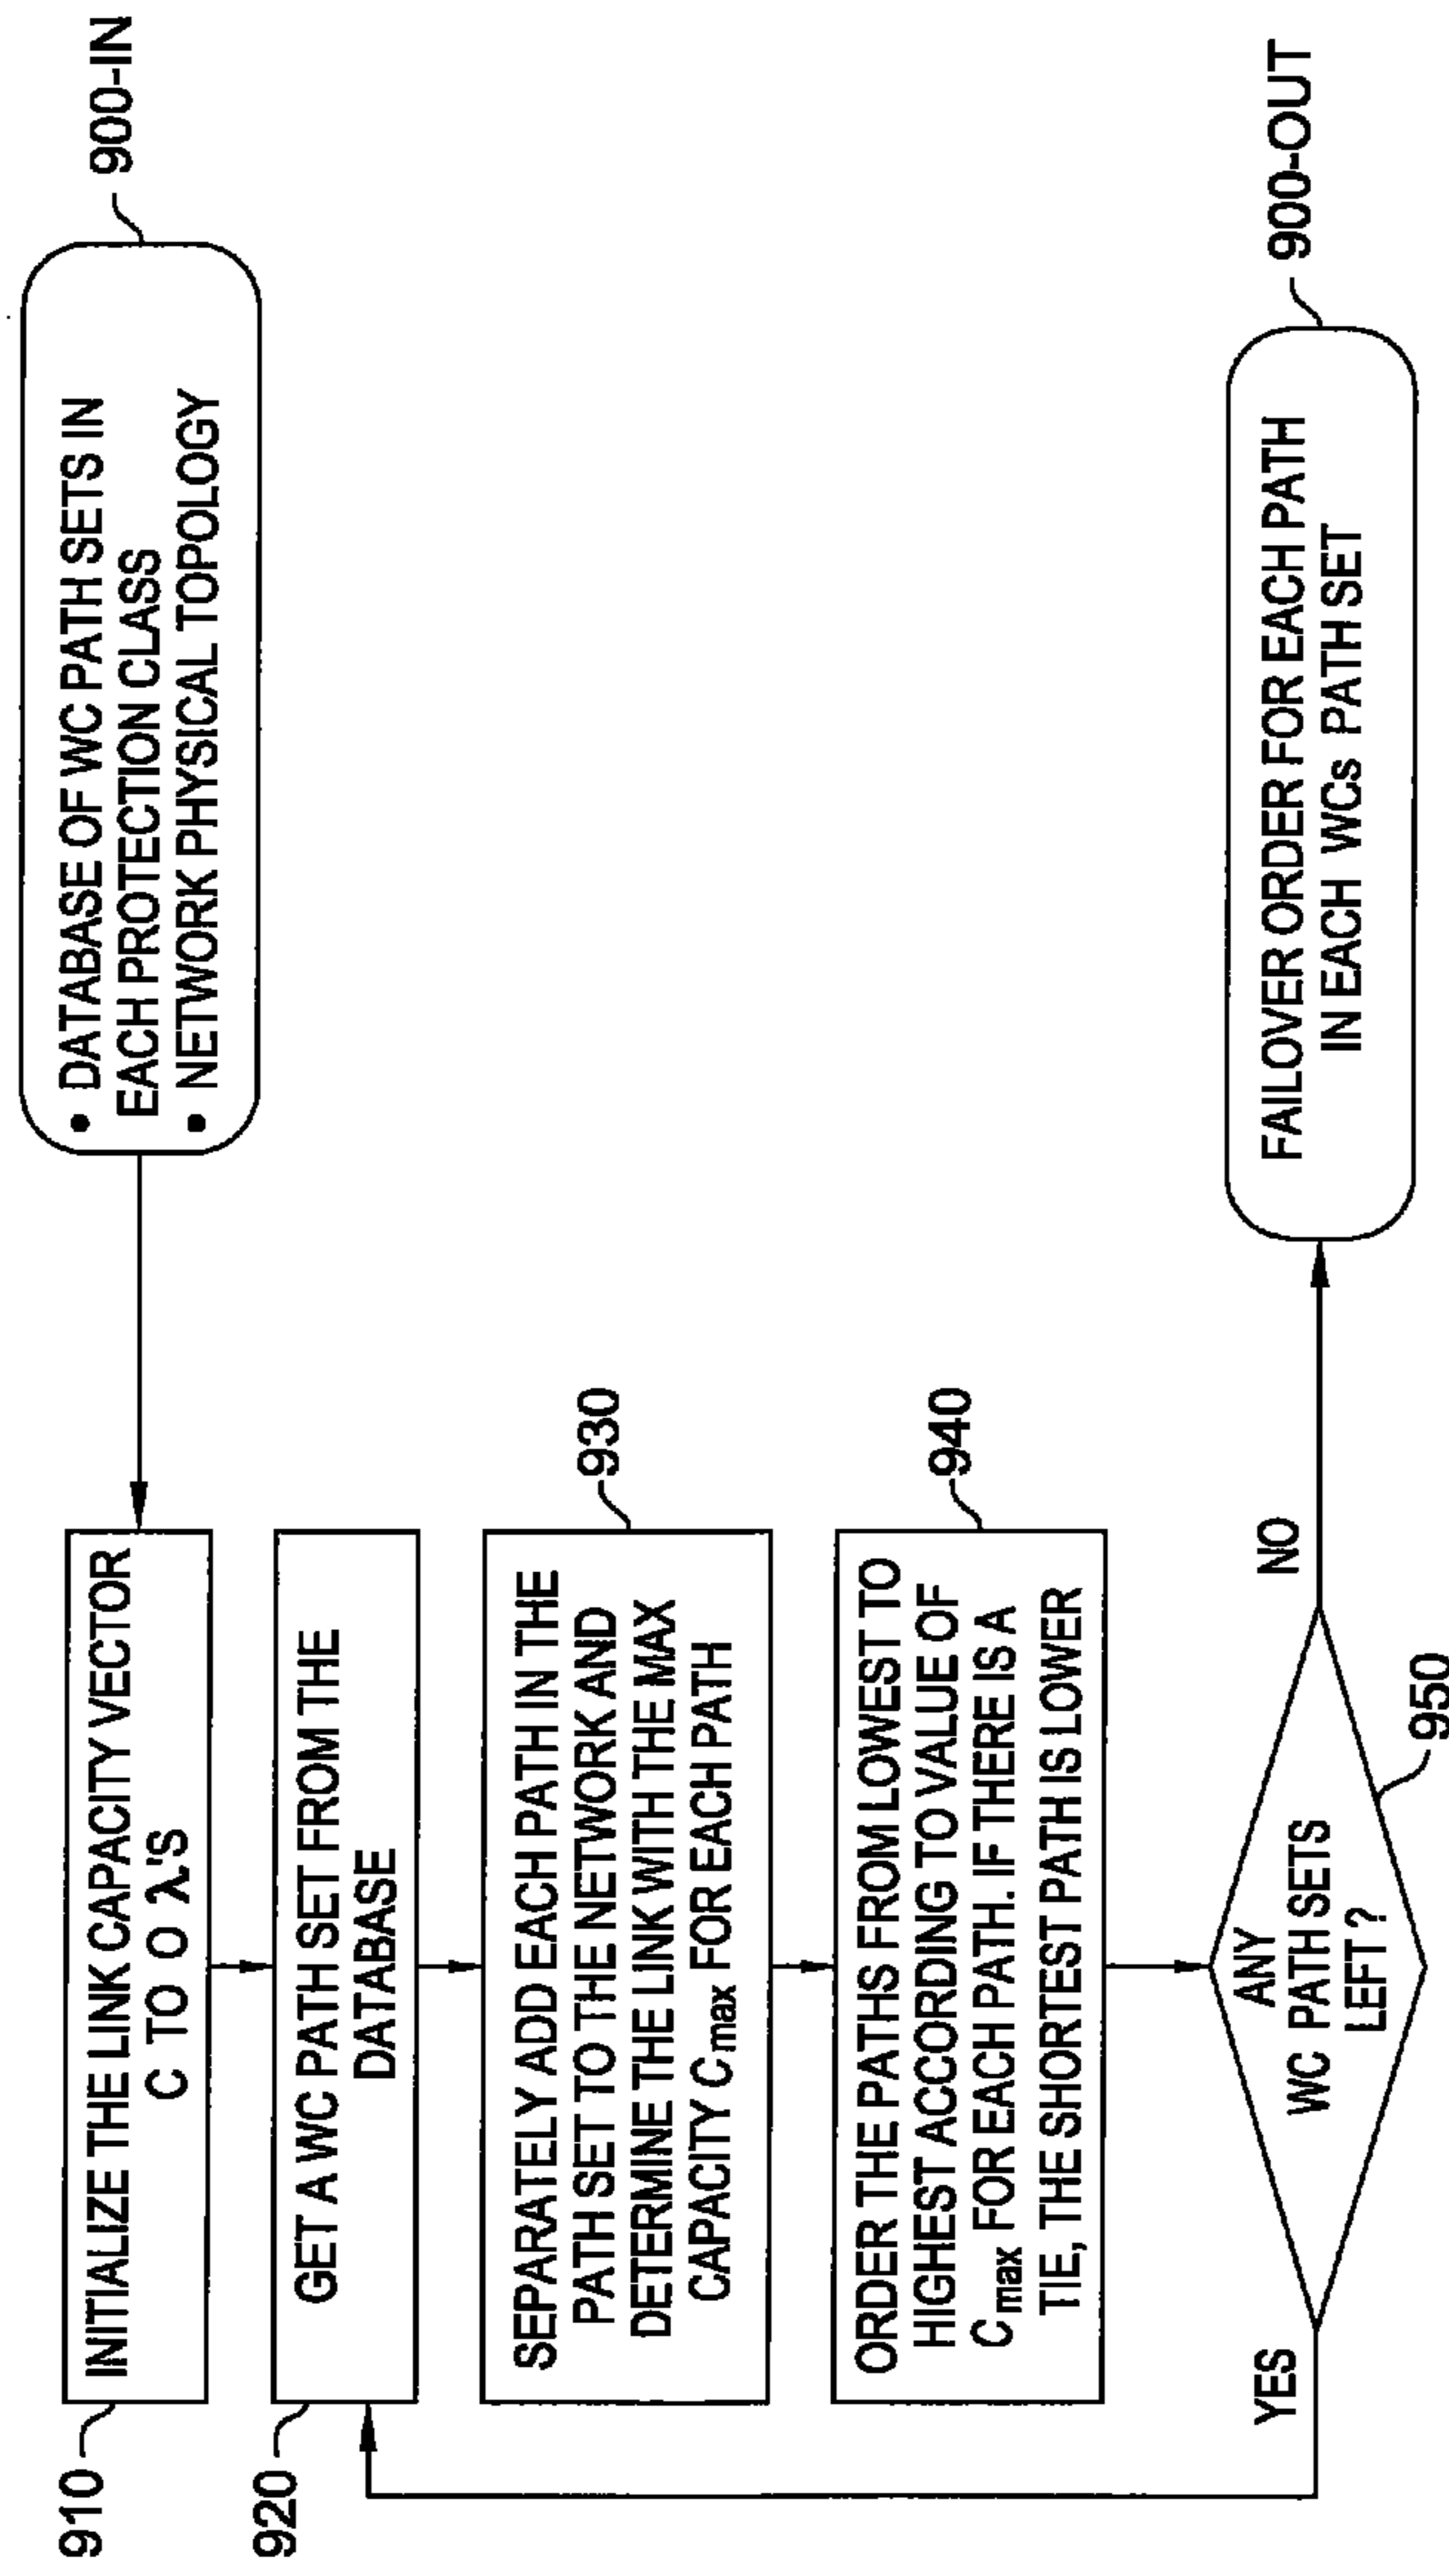 900-IN
• DATABASE OF WC PATH SETS IN
EACH PROTECTION CLASS
• NETWORK PHYSICAL TOPOLOGY
910
INITIALIZE THE LINK CAPACITY VECTOR
C TO O λ'S
920
GET A WC PATH SET FROM THE
DATABASE
930
SEPARATELY ADD EACH PATH IN THE
PATH SET TO THE NETWORK AND
DETERMINE THE LINK WITH THE MAX
CAPACITY Cmax FOR EACH PATH
940
ORDER THE PATHS FROM LOWEST TO
HIGHEST ACCORDING TO VALUE OF
Cmax FOR EACH PATH. IF THERE IS A
TIE, THE SHORTEST PATH IS LOWER
YES
ANY
WC PATH SETS
LEFT ?
950
NO
900-OUT
FAILOVER ORDER FOR EACH PATH
IN EACH WCs PATH SET